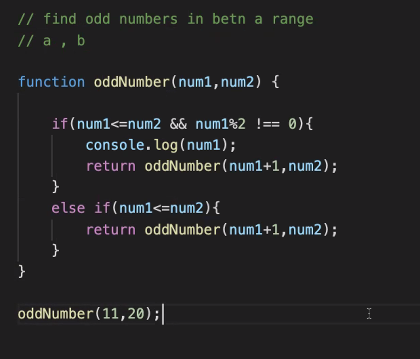 // find odd numbers in betn a range
// a , b
function oddNumber(num1,num2) {
if(num1<=num2 && num1%2 !== 0){
console.log(num1);
return oddNumber(num1+1,num2);
}
else if(num1<=num2){
return oddNumber(num1+1,num2);
}
}
oddNumber(11,20);